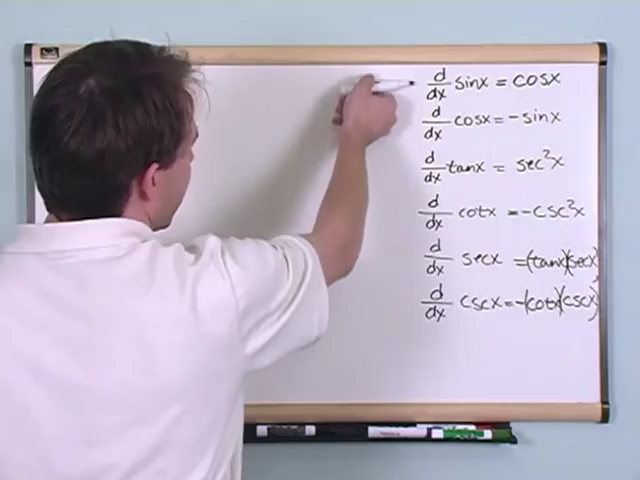 d/dx sinx = cosx
d/dx cosx = -sinx
d/dx tanx = sec²x
d/dx cotx = -csc²x
d/dx secx = (tanx)(secx)
d/dx cscx = -(cotx)(cscx)